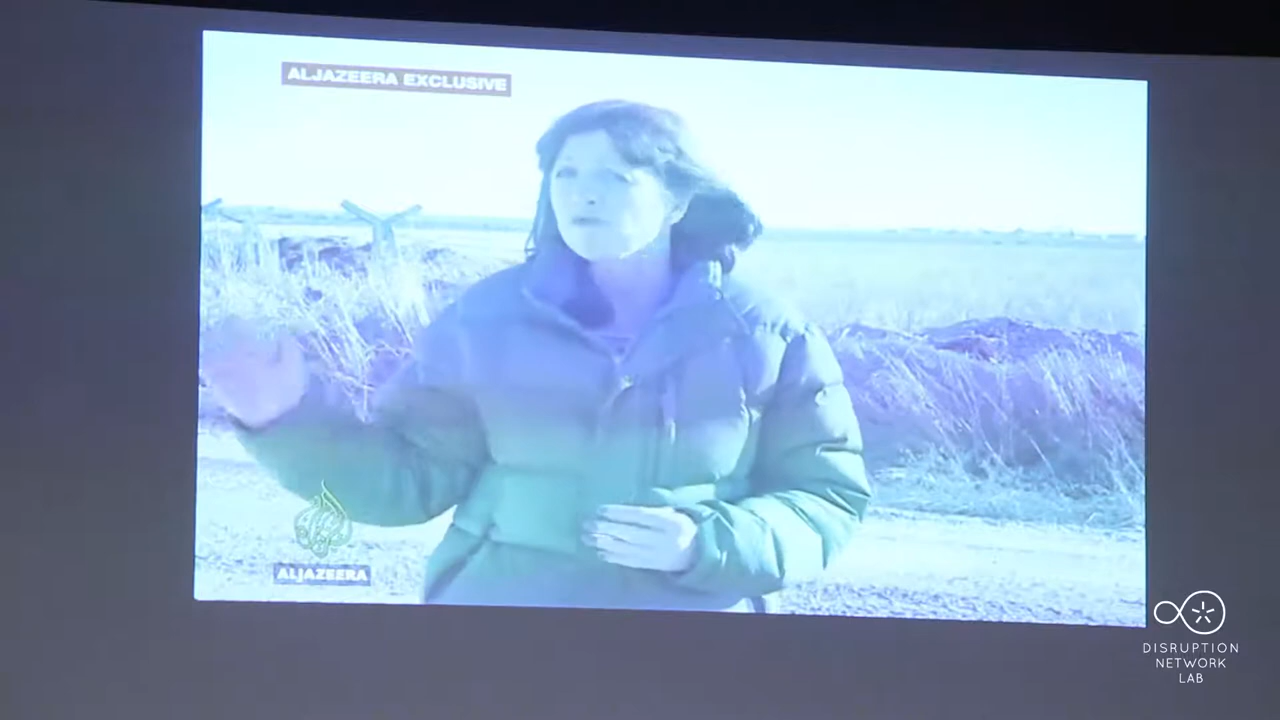 ALJAZEERA EXCLUSIVE
ALJAZEERA
DISRUPTION
NETWORK
LAB